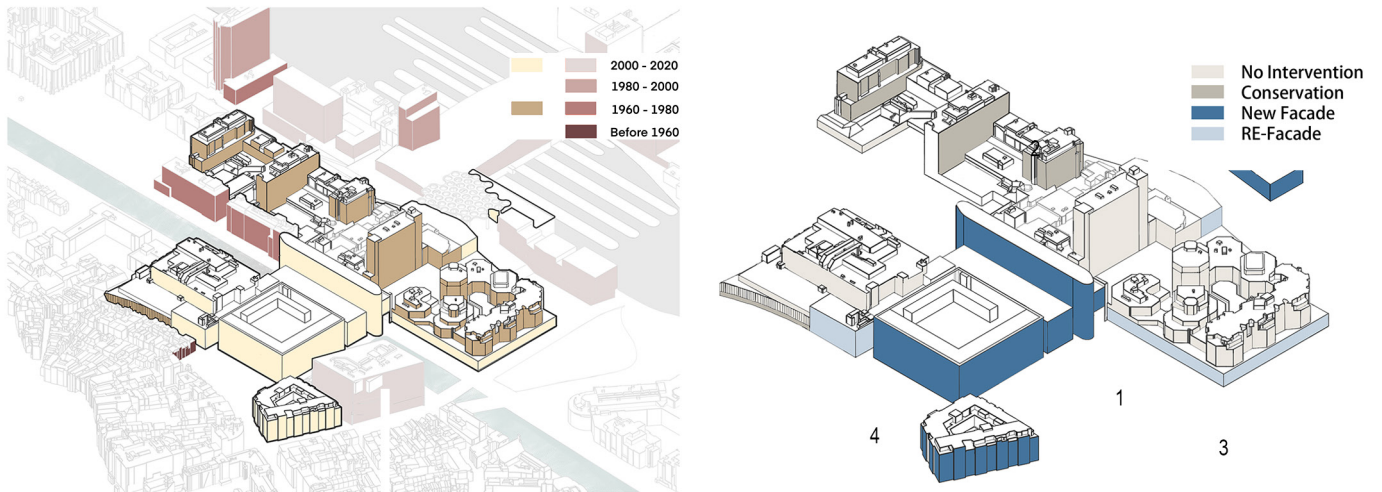 2000 - 2020
1980 - 2000
1960 - 1980
Before 1960
No Intervention
Conservation
New Facade
RE-Facade
1
4
3